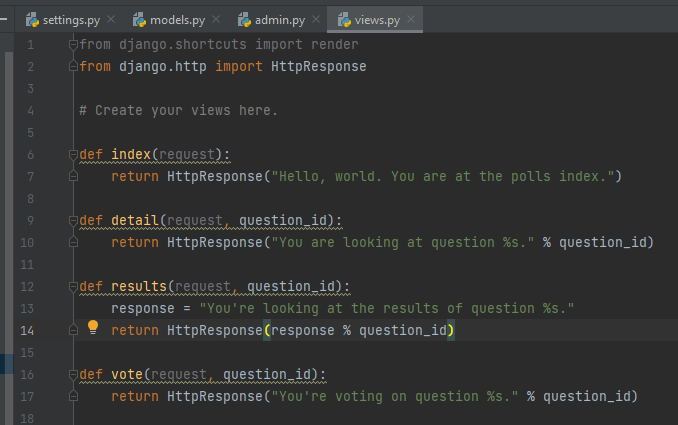 settings.py models.py admin.py views.py
1 from django.shortcuts import render
2 from django.http import HttpResponse
3
4 # Create your views here.
5
6 def index(request):
7     return HttpResponse("Hello, world. You are at the polls index.")
8
9 def detail(request, question_id):
10     return HttpResponse("You are looking at question %s." % question_id)
11
12 def results(request, question_id):
13     response = "You're looking at the results of question %s."
14     return HttpResponse(response % question_id)
15
16 def vote(request, question_id):
17     return HttpResponse("You're voting on question %s." % question_id)
18